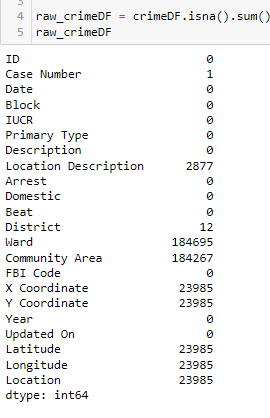 4 raw_crimeDF = crimeDF.isna().sum()
5 raw_crimeDF
ID 0
Case Number 1
Date 0
Block 0
IUCR 0
Primary Type 0
Description 0
Location Description 2877
Arrest 0
Domestic 0
Beat 0
District 12
Ward 184695
Community Area 184267
FBI Code 0
X Coordinate 23985
Y Coordinate 23985
Year 0
Updated On 0
Latitude 23985
Longitude 23985
Location 23985
dtype: int64